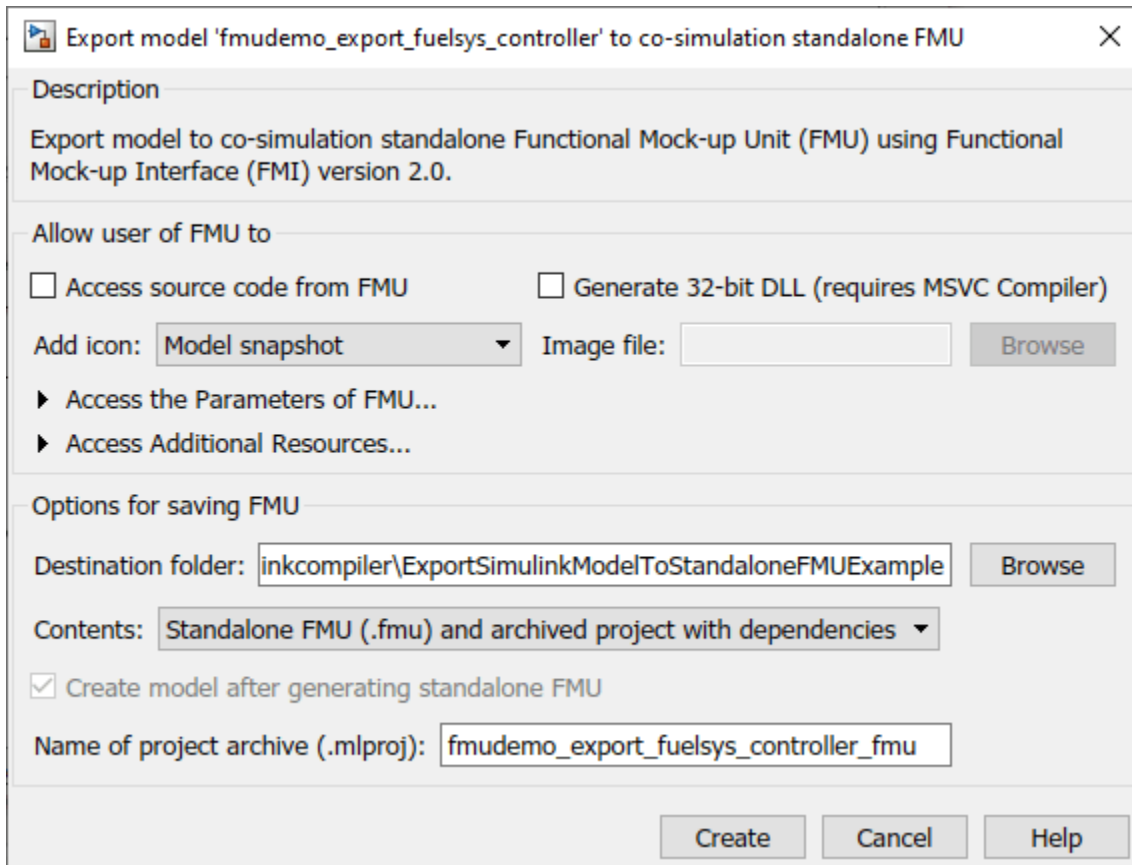 Export model 'fmudemo_export_fuelsys_controller' to co-simulation standalone FMU
Description
Export model to co-simulation standalone Functional Mock-up Unit (FMU) using Functional
Mock-up Interface (FMI) version 2.0.
Allow user of FMU to
Access source code from FMU Generate 32-bit DLL (requires MSVC Compiler)
Add icon: Model snapshot Image file: Browse
Access the Parameters of FMU...
Access Additional Resources...
Options for saving FMU
Destination folder: inkcompiler\ExportSimulinkModelToStandaloneFMUExample Browse
Contents: Standalone FMU (.fmu) and archived project with dependencies
Create model after generating standalone FMU
Name of project archive (.mlproj): fmudemo_export_fuelsys_controller_fmu
Create Cancel Help